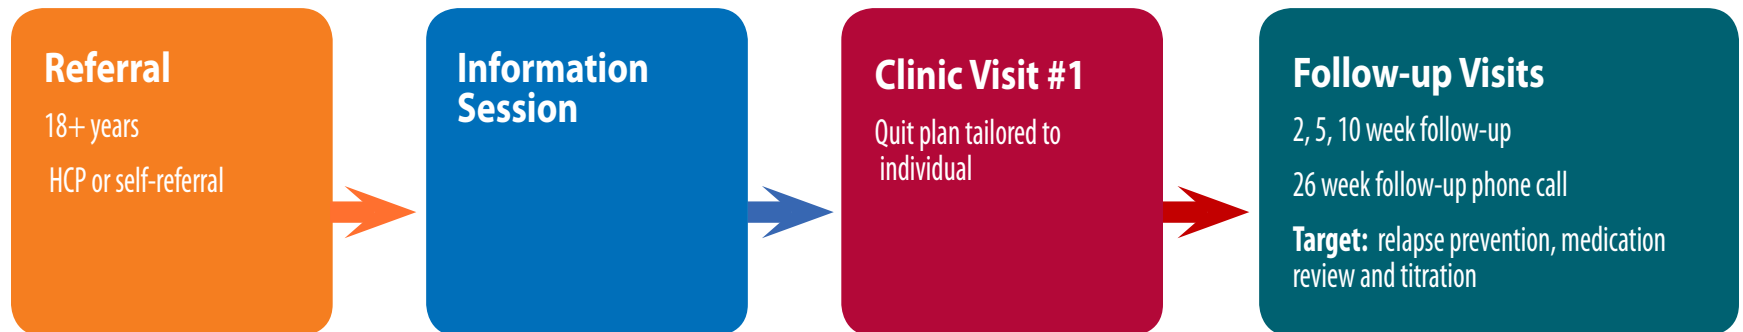 Referral
18+ years
HCP or self-referral
Information
Session
Clinic Visit #1
Quit plan tailored to
individual
Follow-up Visits
2, 5, 10 week follow-up
26 week follow-up phone call
Target: relapse prevention, medication
review and titration